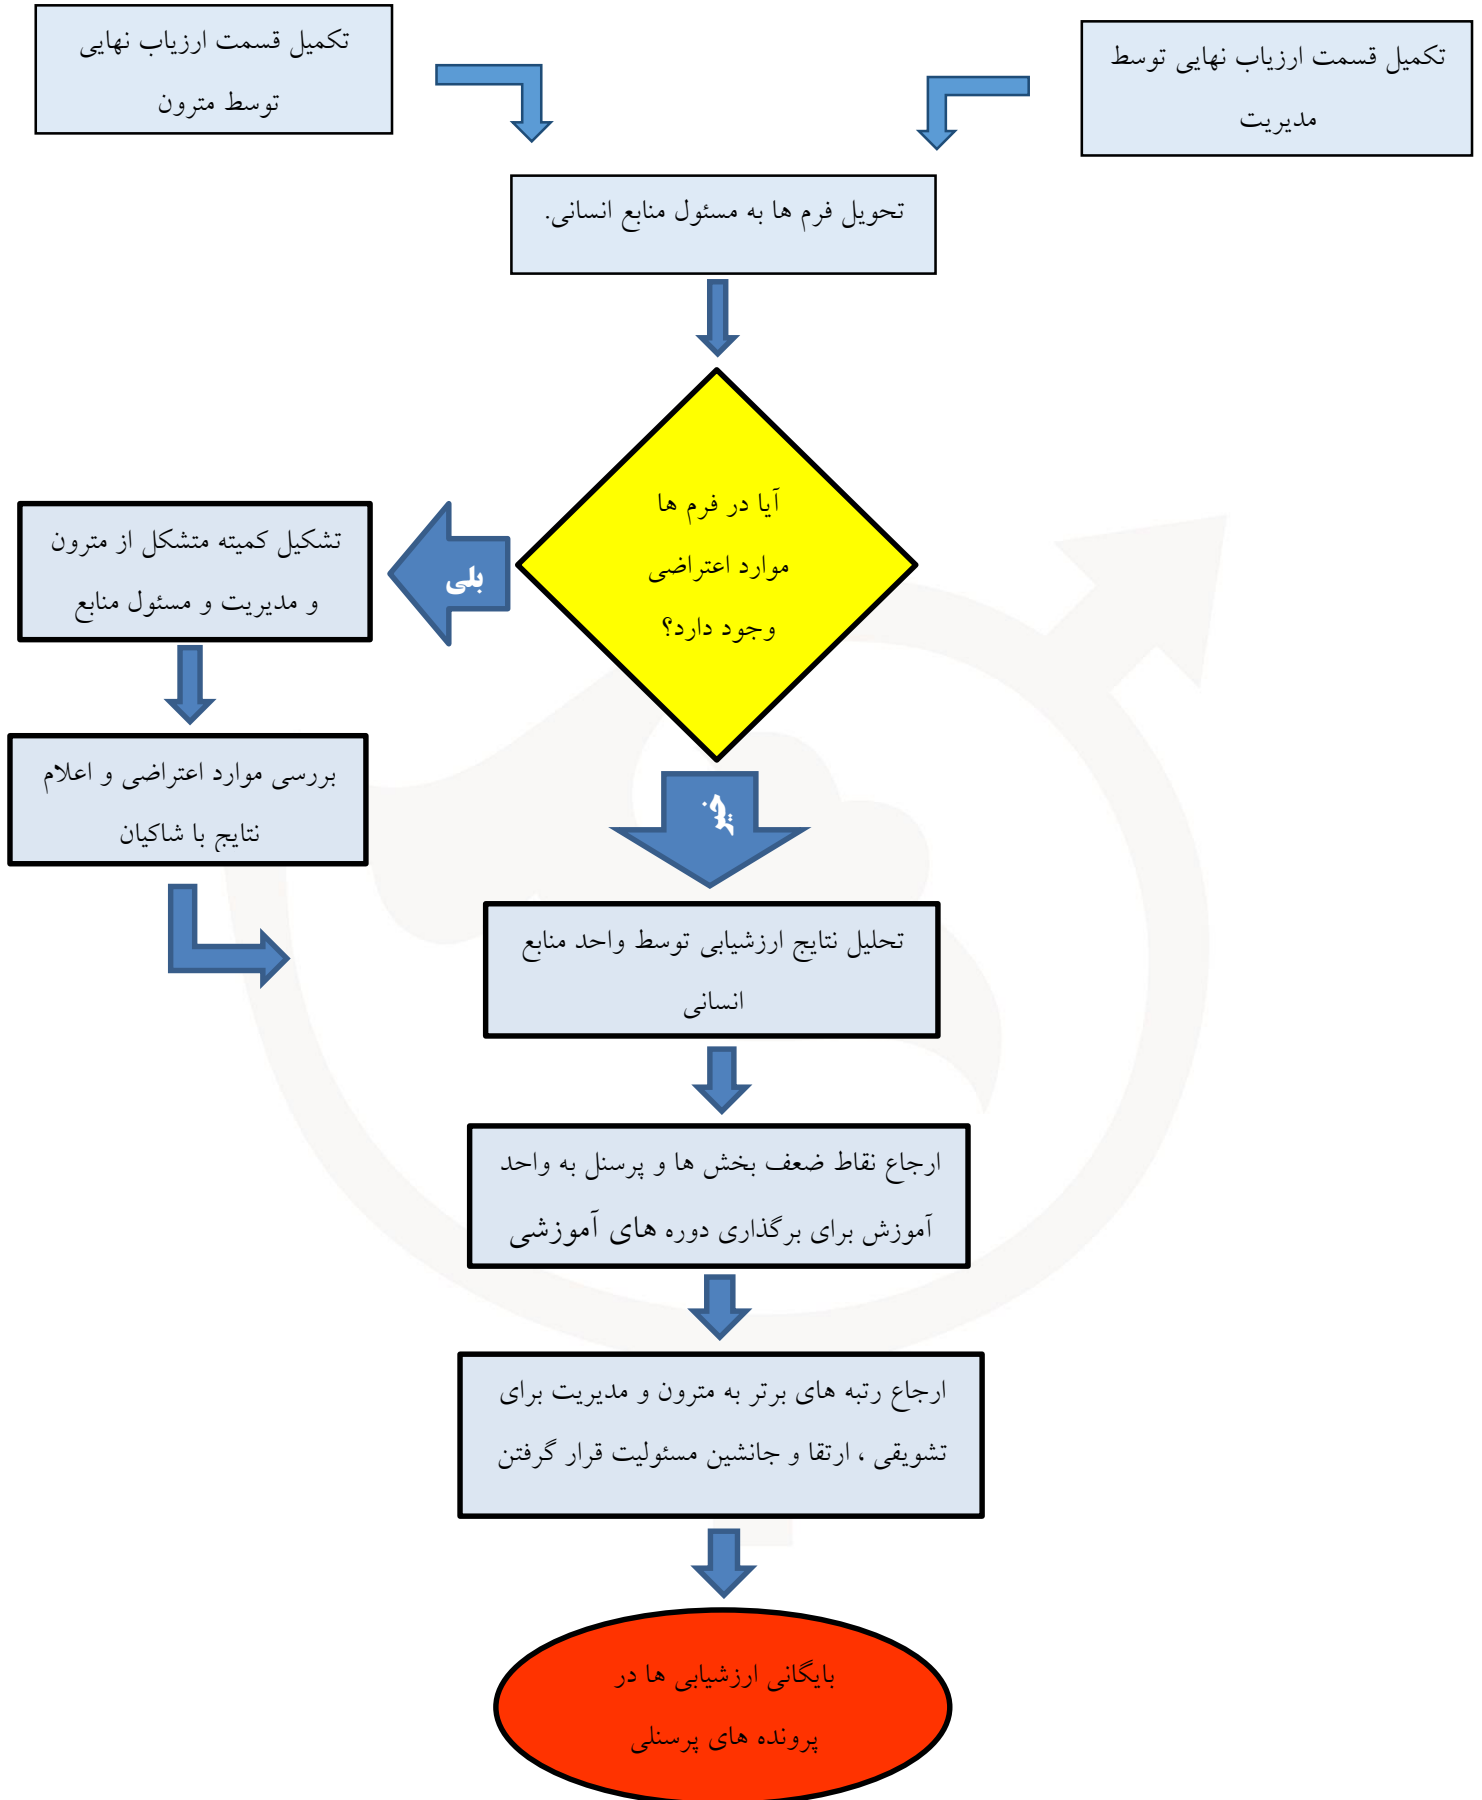 تکمیل قسمت ارزیاب نهایی توسط
مدیریت
تکمیل قسمت ارزیاب نهایی
توسط مترون
تحویل فرم ها به مسئول منابع انسانی.
آیا در فرم ها
موارد اعتراضی
وجود دارد؟
بلی
تشکیل کمیته متشکل از مترون
و مدیریت و مسئول منابع
بررسی موارد اعتراضی و اعلام
نتایج با شاکیان
خیر
تحلیل نتایج ارزشیابی توسط واحد منابع
انسانی
ارجاع نقاط ضعف بخش ها و پرسنل به واحد
آموزش برای برگذاری دوره های آموزشی
ارجاع رتبه های برتر به مترون و مدیریت برای
تشویقی ، ارتقا و جانشین مسئولیت قرار گرفتن
بایگانی ارزشیابی ها در
پرونده های پرسنلی